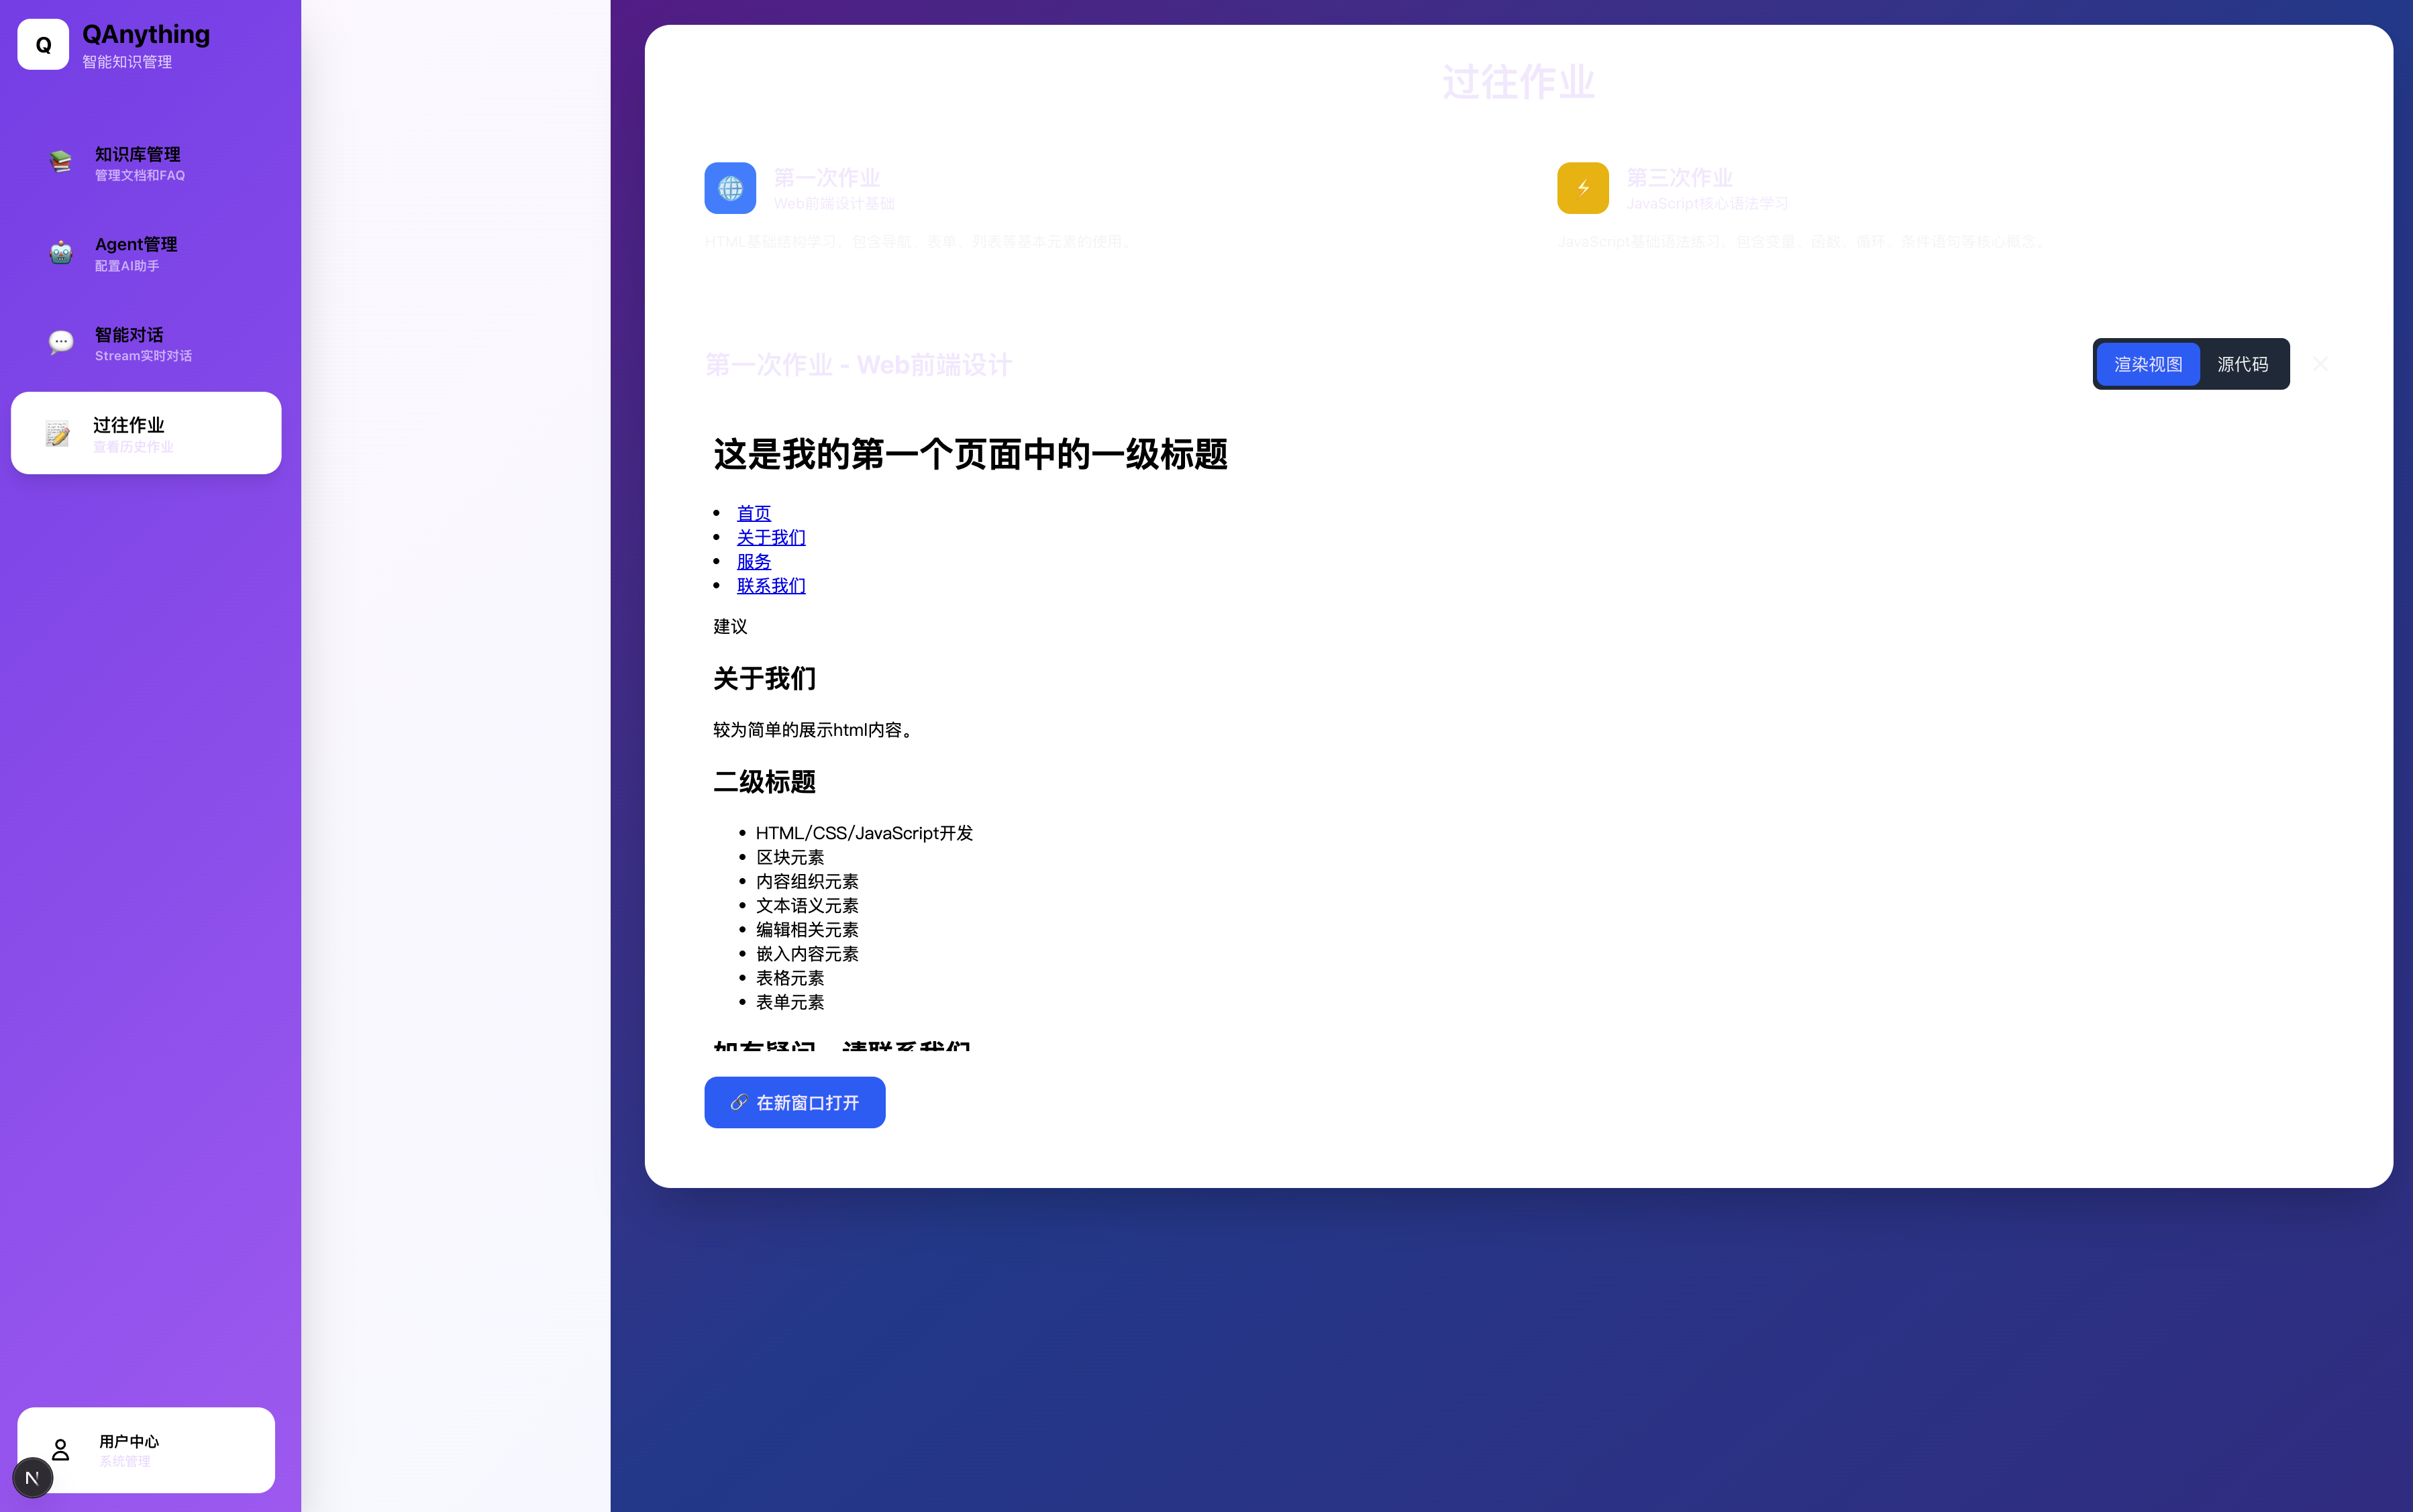 Q
QAnything
智能知识管理
知识库管理
管理文档和FAQ
Agent管理
配置AI助手
智能对话
Stream实时对话
过往作业
查看历史作业
用户中心
系统管理
N
过往作业
第一次作业
Web前端设计基础
HTML基础结构学习，包含导航、表单、列表等基本元素的使用。
第三次作业
JavaScript核心语法学习
JavaScript基础语法练习，包含变量、函数、循环、条件语句等核心概念。
第一次作业 - Web前端设计
渲染视图
源代码
这是我的第一个页面中的一级标题
首页
关于我们
服务
联系我们
建议
关于我们
较为简单的展示html内容。
二级标题
HTML/CSS/JavaScript开发
区块元素
内容组织元素
文本语义元素
编辑相关元素
嵌入内容元素
表格元素
表单元素
如有疑问，请联系我们
在新窗口打开